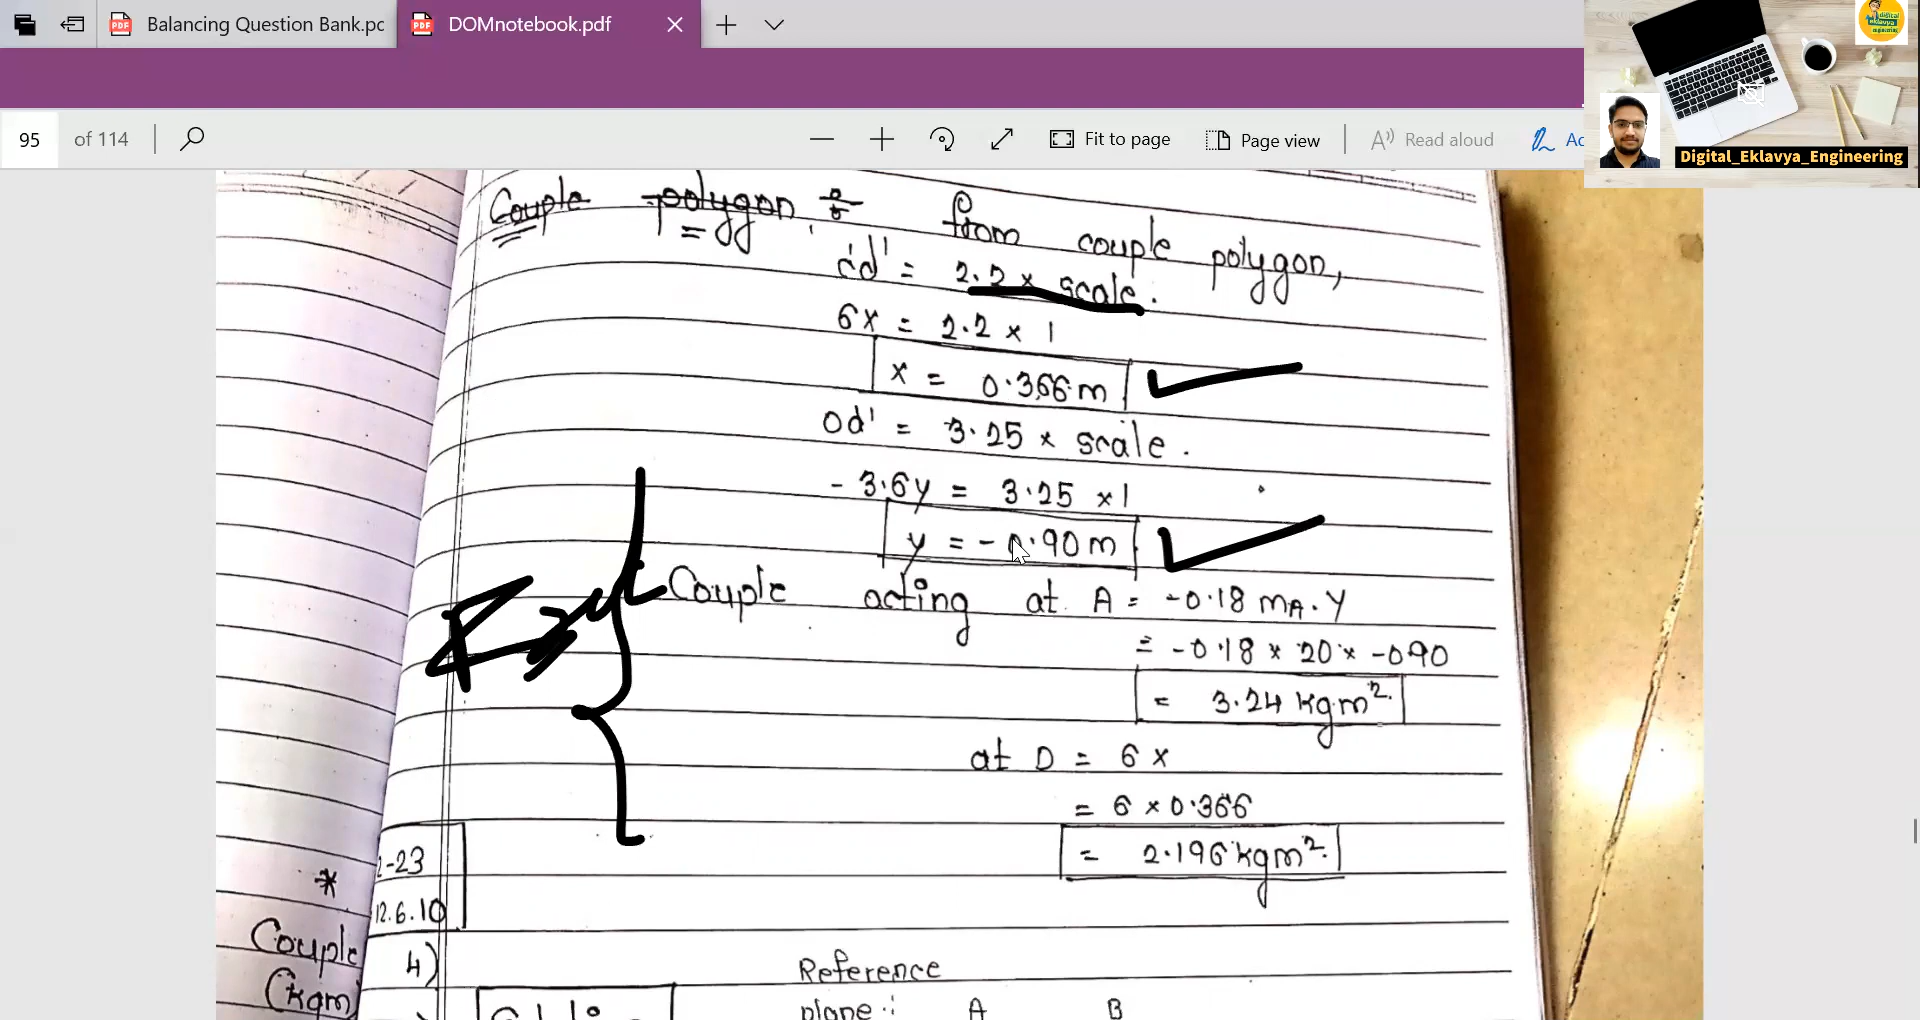 Balancing Question Bank.pc
DOMnotebook.pdf
95 of 114
Fit to page
Page view
Read aloud
Digital_Eklavya_Engineering
Couple polygon : from couple polygon,
c'd' = 2.2 × scale.
6x = 2.2 × 1
x = 0.366 m
od' = 3.25 × scale.
- 3.6y = 3.25 × 1
y = - 0.90 m
Couple acting at A = -0.18 mA. Y
= -0.18 × 20 × -0.90
= 3.24 kgm².
at D = 6 x
= 6 × 0.366
= 2.196 kgm².
2-23
12.6.10
*
Couple
(kgm
4)
Reference
plane :
A B